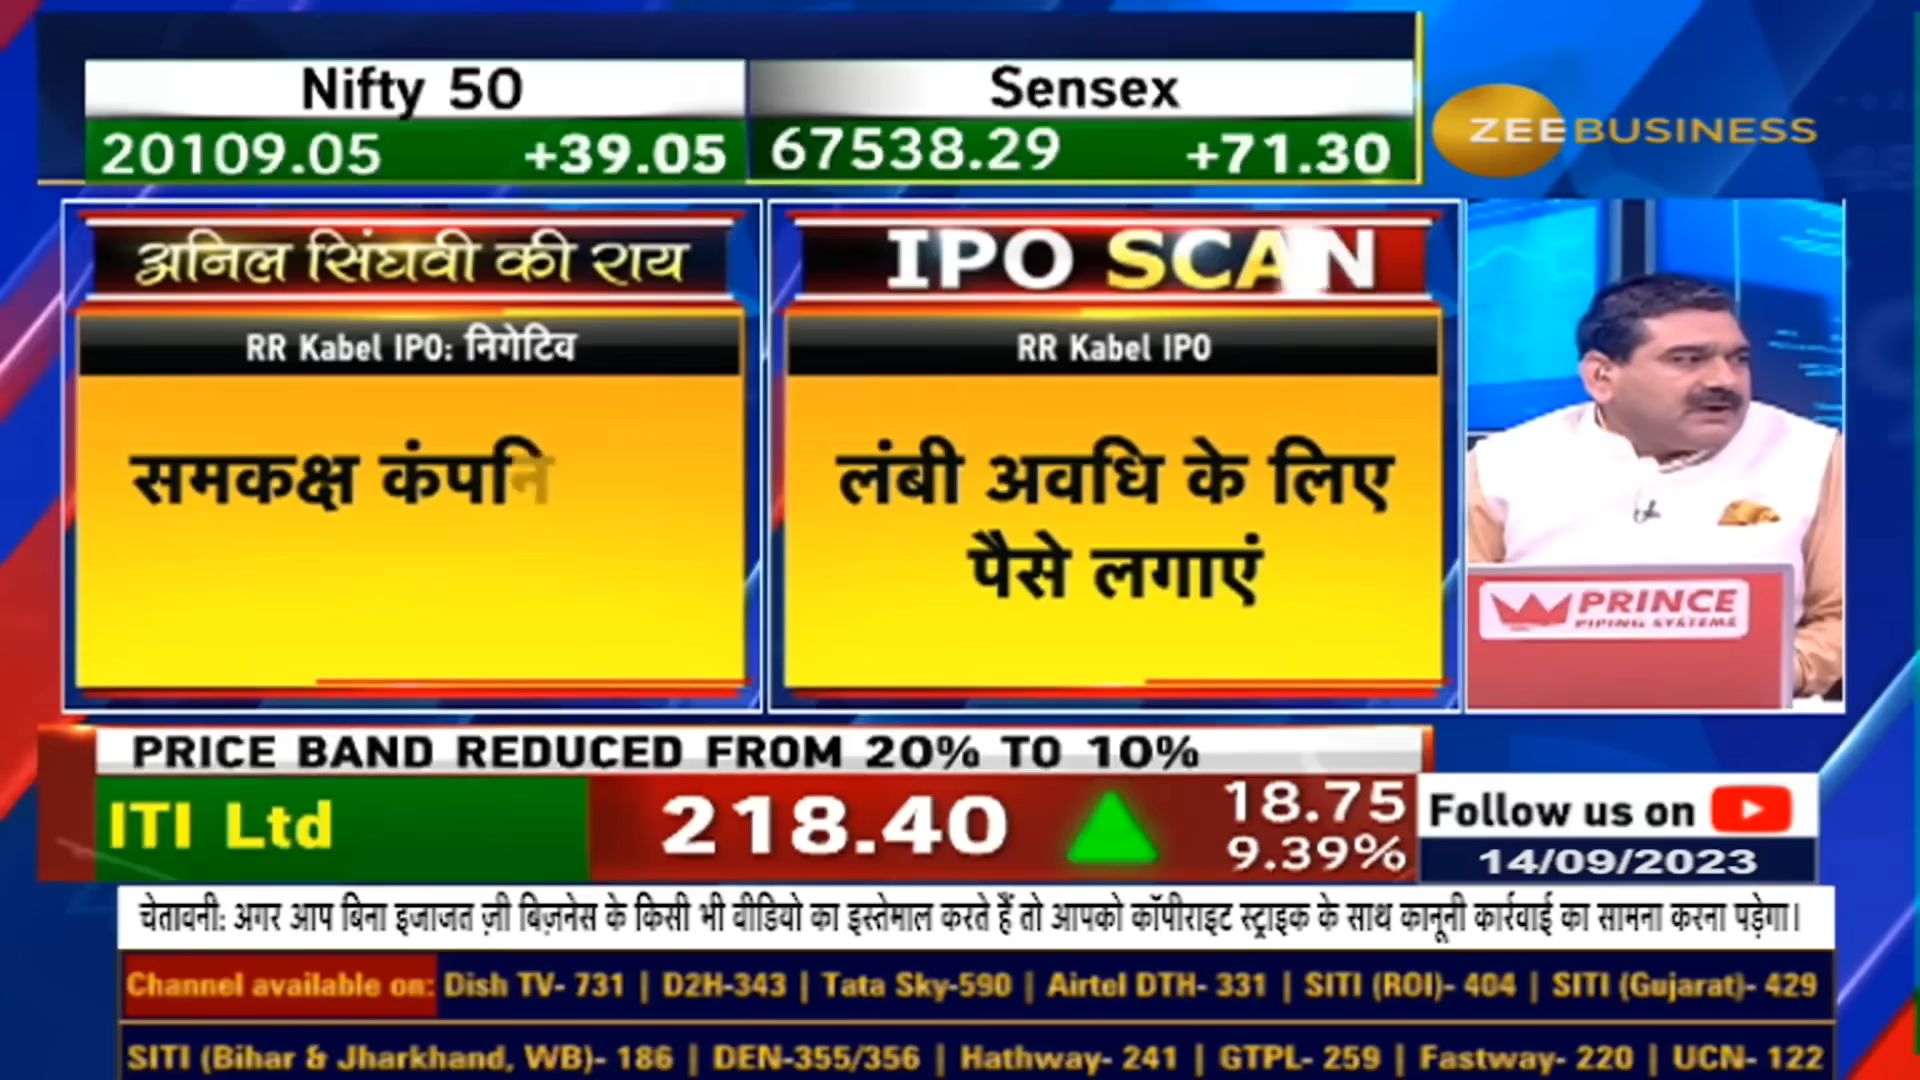 Nifty 50
20109.05 +39.05
Sensex
67538.29 +71.30
ZEEBUSINESS
अनिल सिंघवी की राय
RR Kabel IPO: निगेटिव
समकक्ष कंपनि
IPO SCAN
RR Kabel IPO
लंबी अवधि के लिए
पैसे लगाएं
PRINCE
PIPING SYSTEMS
PRICE BAND REDUCED FROM 20% TO 10%
ITI Ltd 218.40 18.75
9.39%
Follow us on
14/09/2023
चेतावनी: अगर आप बिना इजाजत ज़ी बिज़नेस के किसी भी वीडियो का इस्तेमाल करते हैं तो आपको कॉपीराइट स्ट्राइक के साथ कानूनी कार्रवाई का सामना करना पड़ेगा।
Channel available on: Dish TV- 731 | D2H-343 | Tata Sky-590 | Airtel DTH- 331 | SITI (ROI)- 404 | SITI (Gujarat)- 429
SITI (Bihar & Jharkhand, WB)- 186 | DEN-355/356 | Hathway- 241 | GTPL- 259 | Fastway- 220 | UCN- 122